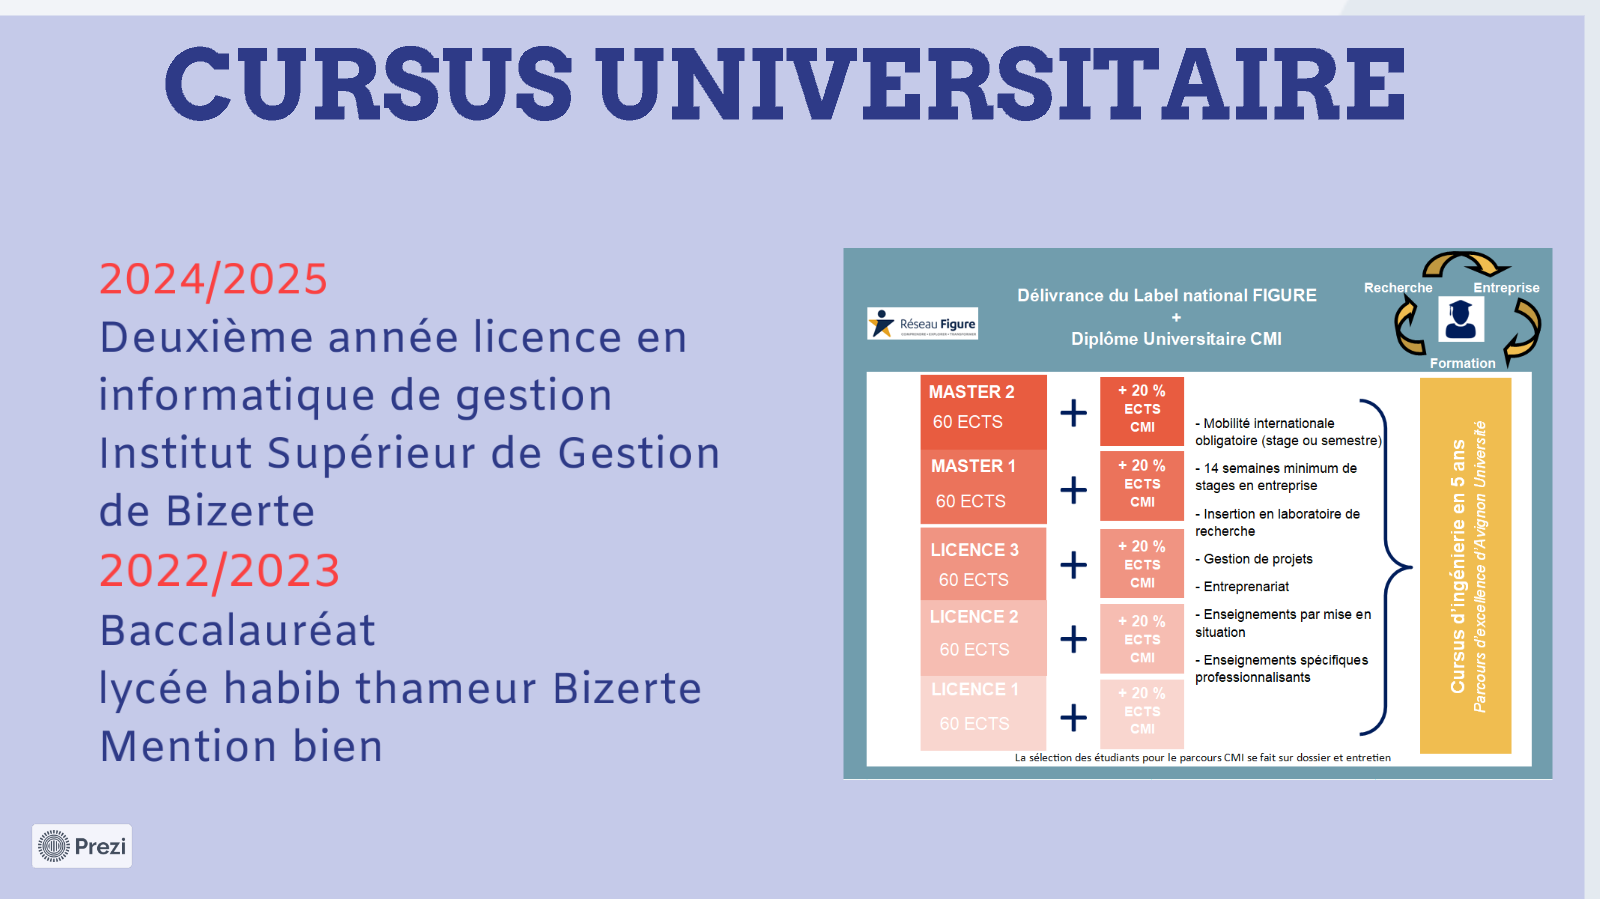 CURSUS UNIVERSITAIRE
2024/2025
Deuxième année licence en
informatique de gestion
Institut Supérieur de Gestion
de Bizerte
2022/2023
Baccalauréat
lycée habib thameur Bizerte
Mention bien
Prezi
Réseau Figure
Délivrance du Label national FIGURE
+
Diplôme Universitaire CMI
Recherche
Entreprise
Formation
MASTER 2
60 ECTS
+
+ 20 %
ECTS
CMI
MASTER 1
60 ECTS
+
+ 20 %
ECTS
CMI
LICENCE 3
60 ECTS
+
+ 20 %
ECTS
CMI
LICENCE 2
60 ECTS
+
+ 20 %
ECTS
CMI
LICENCE 1
60 ECTS
+
+ 20 %
ECTS
CMI
- Mobilité internationale
obligatoire (stage ou semestre)
- 14 semaines minimum de
stages en entreprise
- Insertion en laboratoire de
recherche
- Gestion de projets
- Entreprenariat
- Enseignements par mise en
situation
- Enseignements spécifiques
professionnalisants
Cursus d'ingénierie en 5 ans
Parcours d'excellence d'Avignon Université
La sélection des étudiants pour le parcours CMI se fait sur dossier et entretien